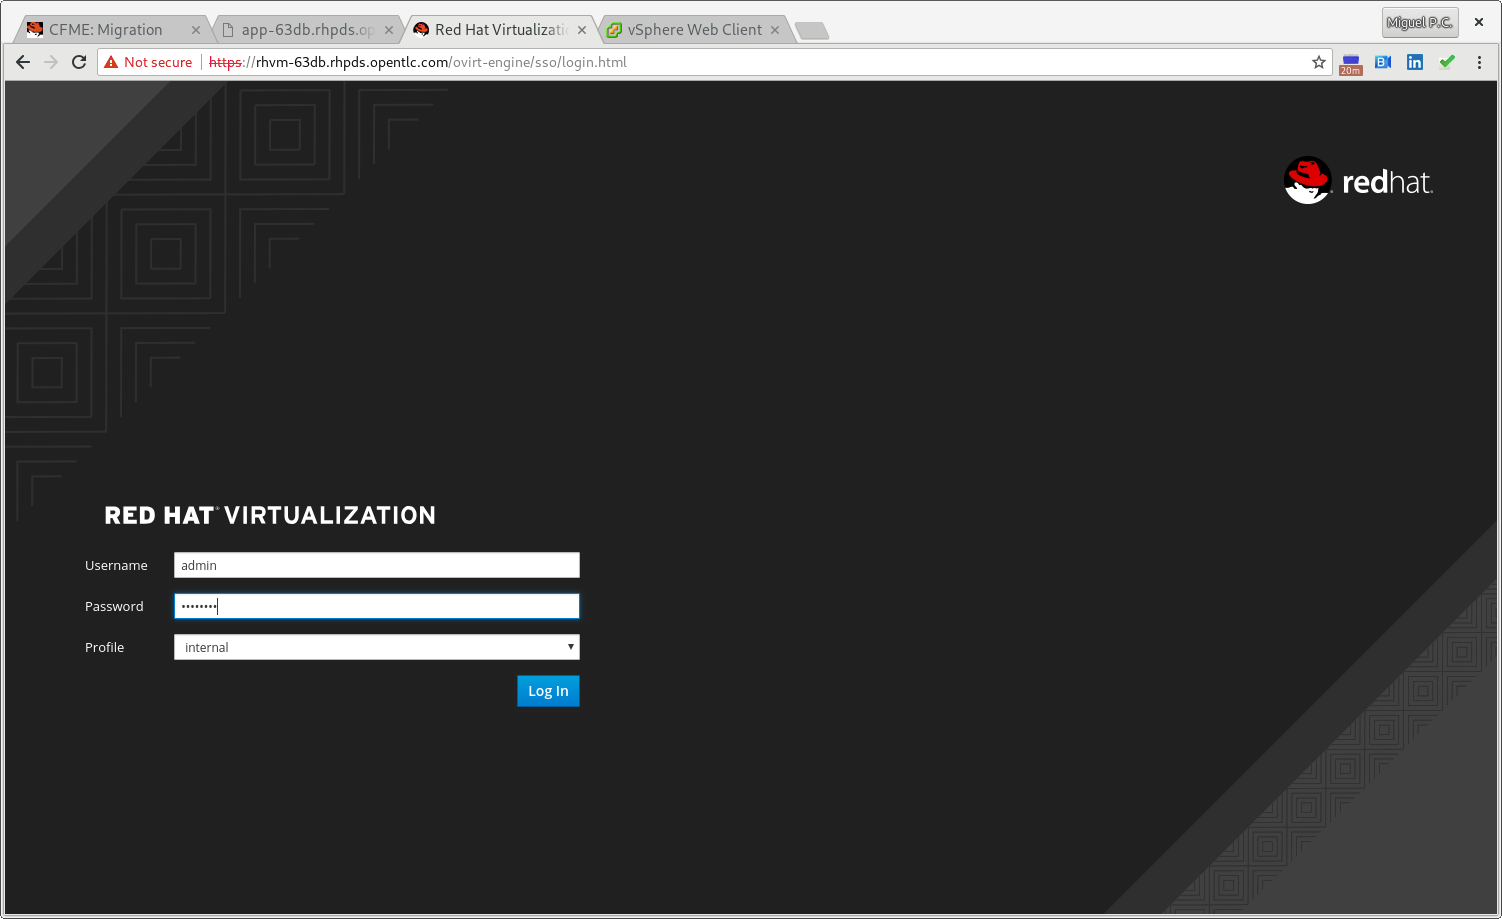 CFME: Migration
app-63db.rhpds.op
Red Hat Virtualizati
vSphere Web Client
Miguel P.C.
Not secure
https://rhvm-63db.rhpds.opentlc.com/ovirt-engine/sso/login.html
20m
B
in
redhat.
RED HAT® VIRTUALIZATION
Username
admin
Password
••••••••
Profile
internal
Log In